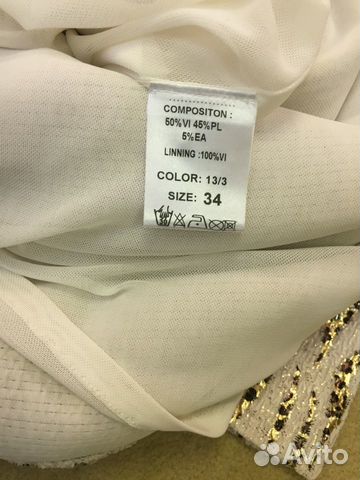 COMPOSITON :
50%VI 45%PL
5%EA
LINNING :100%VI
COLOR: 13/3
SIZE: 34
Avito